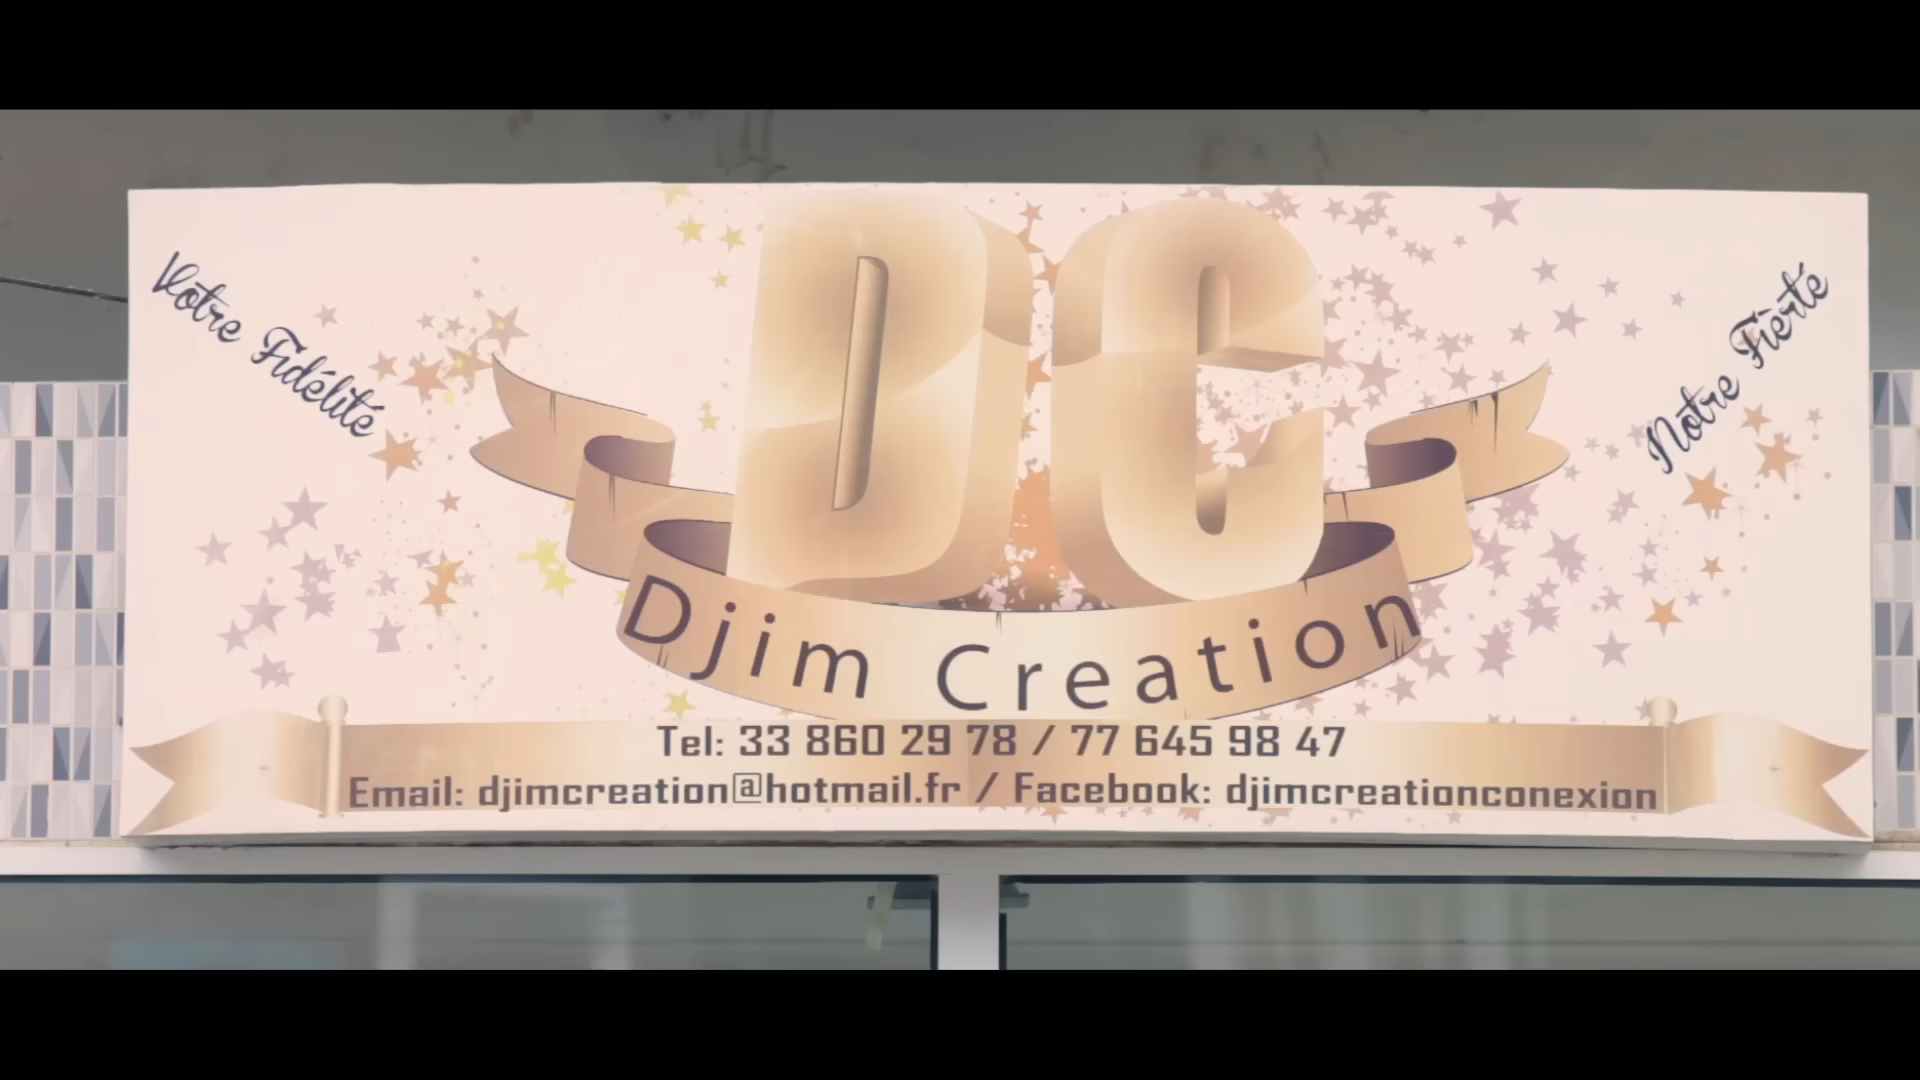 Votre Fidélité
Notre Fièrté
DC
Djim Creation
Tel: 33 860 29 78 / 77 645 98 47
Email: djimcreation@hotmail.fr / Facebook: djimcreationconexion